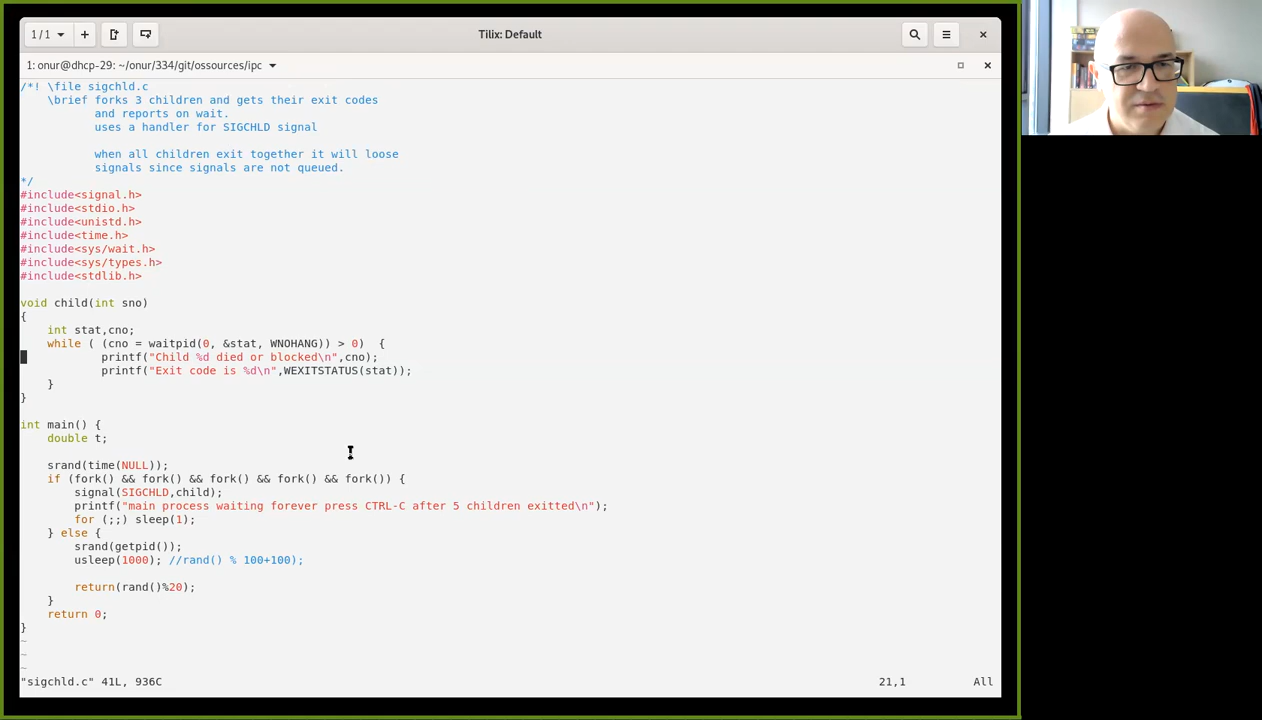 1 / 1
Tilix: Default
1: onur@dhcp-29: ~/onur/334/git/ossources/ipc
/*! \file sigchld.c
\brief forks 3 children and gets their exit codes
and reports on wait.
uses a handler for SIGCHLD signal
when all children exit together it will loose
signals since signals are not queued.
*/
#include<signal.h>
#include<stdio.h>
#include<unistd.h>
#include<time.h>
#include<sys/wait.h>
#include<sys/types.h>
#include<stdlib.h>
void child(int sno)
{
int stat,cno;
while ( (cno = waitpid(0, &stat, WNOHANG)) > 0)  {
printf("Child %d died or blocked\n",cno);
printf("Exit code is %d\n",WEXITSTATUS(stat));
}
}
int main() {
double t;
srand(time(NULL));
if (fork() && fork() && fork() && fork() && fork()) {
signal(SIGCHLD,child);
printf("main process waiting forever press CTRL-C after 5 children exitted\n");
for (;;) sleep(1);
} else {
srand(getpid());
usleep(1000); //rand() % 100+100);
return(rand()%20);
}
return 0;
}
~
~
~
"sigchld.c" 41L, 936C 21,1 All